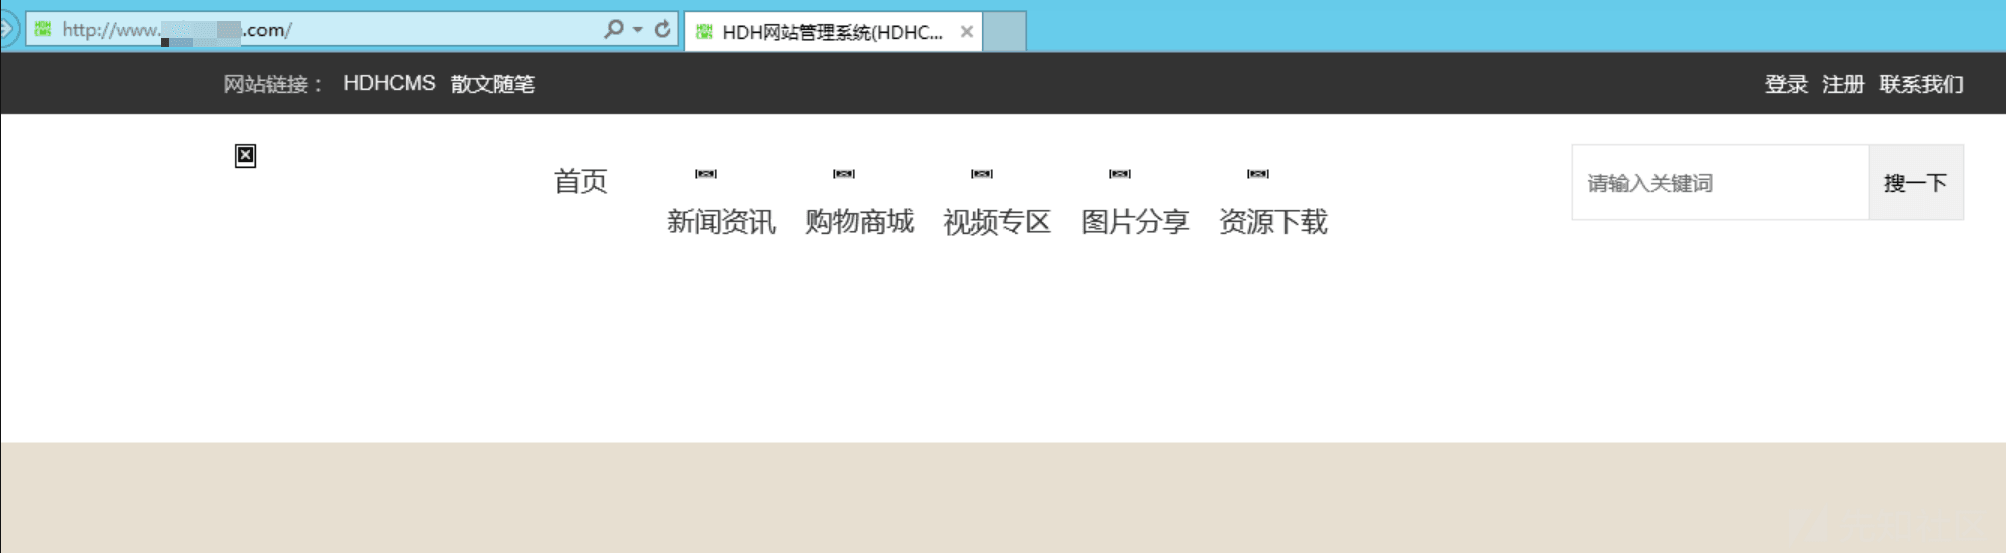 http://www. .com/
HDH网站管理系统(HDHC...
网站链接： HDHCMS 散文随笔
登录 注册 联系我们
首页 新闻资讯 购物商城 视频专区 图片分享 资源下载
请输入关键词 搜一下